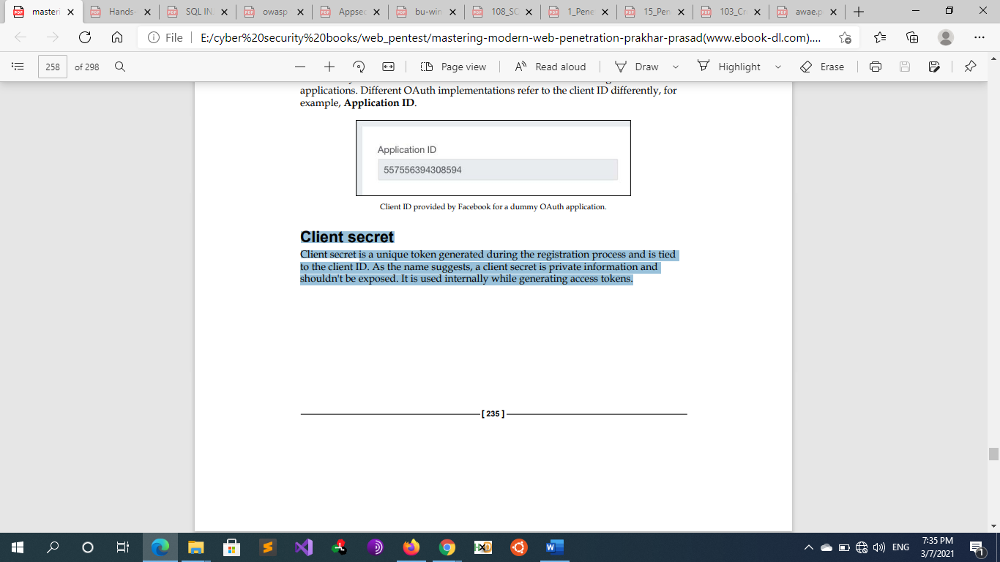 masteri
Hands-
SQL IN
owasp
Appsec
bu-win
108_SC
1_Pene
15_Pen
103_Cr
awae.p
File
E:/cyber%20security%20books/web_pentest/mastering-modern-web-penetration-prakhar-prasad(www.ebook-dl.com)....
258 of 298
Page view
Read aloud
Draw
Highlight
Erase
applications. Different OAuth implementations refer to the client ID differently, for
example, Application ID.
Application ID
557556394308594
Client ID provided by Facebook for a dummy OAuth application.
Client secret
Client secret is a unique token generated during the registration process and is tied
to the client ID. As the name suggests, a client secret is private information and
shouldn't be exposed. It is used internally while generating access tokens.
[ 235 ]
ENG
7:35 PM
3/7/2021